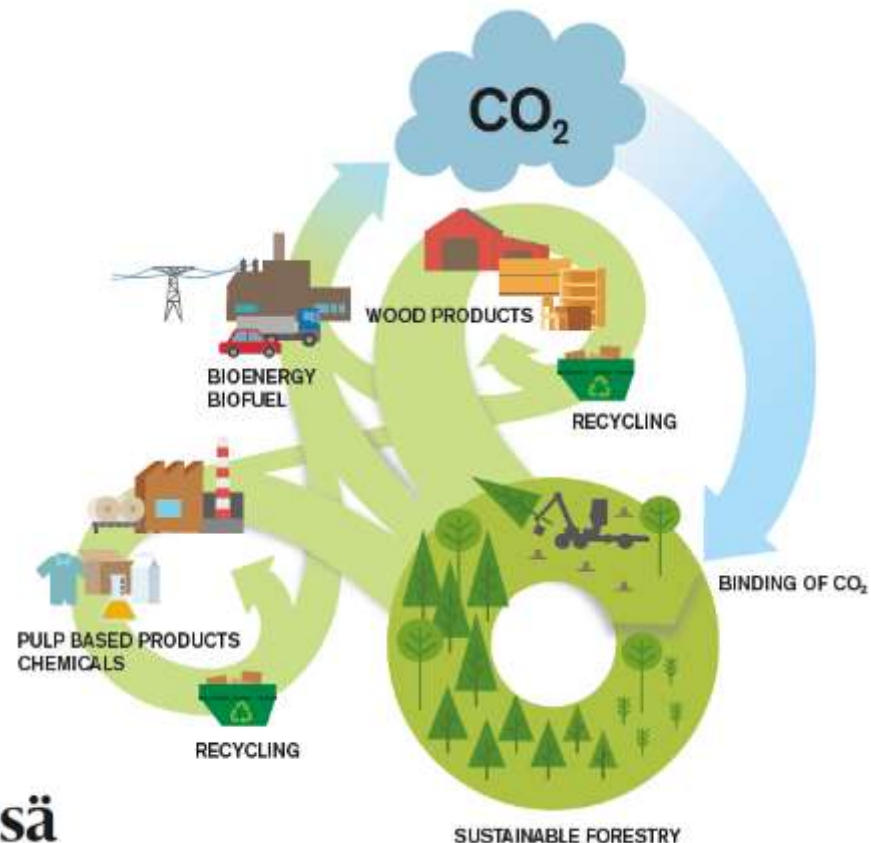 CO₂
WOOD PRODUCTS
BIOENERGY
BIOFUEL
RECYCLING
BINDING OF CO₂
PULP BASED PRODUCTS
CHEMICALS
RECYCLING
sä
SUSTAINABLE FORESTRY